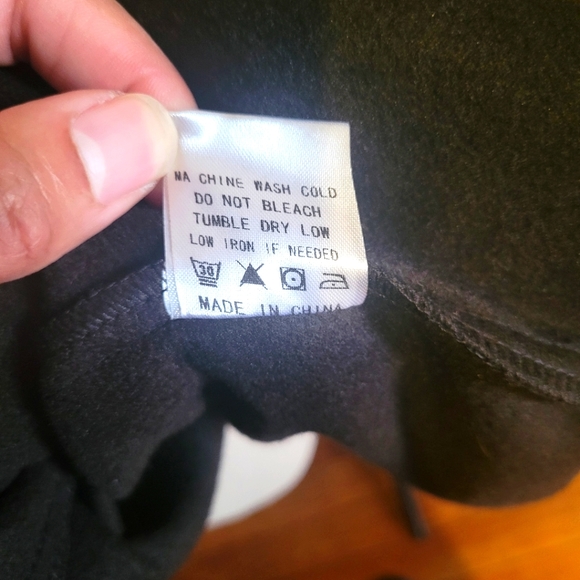 MA CHINE WASH COLD
DO NOT BLEACH
TUMBLE DRY LOW
LOW IRON IF NEEDED
30
MADE IN CHINA